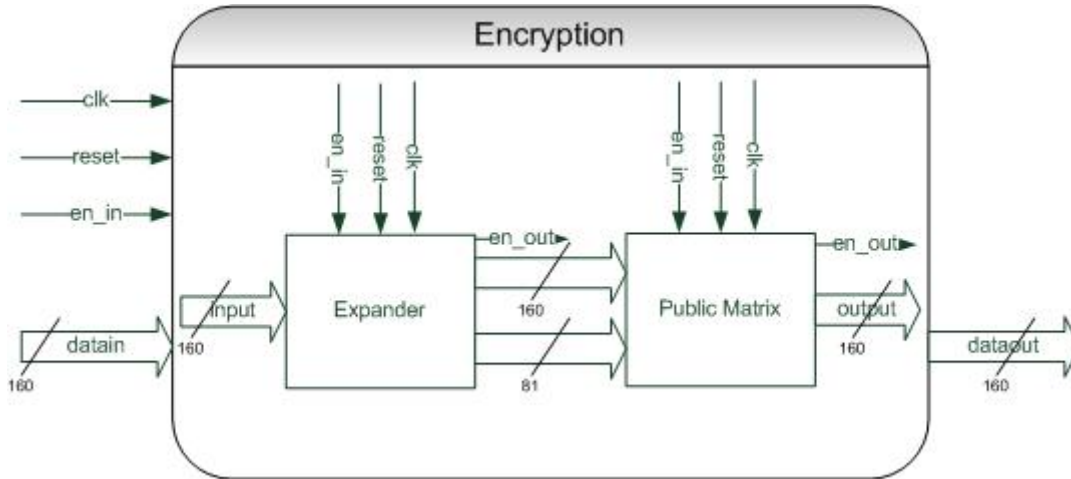 Encryption
clk
reset
en_in
datain
160
input
160
en_in
reset
clk
Expander
en_out
160
81
en_in
reset
clk
Public Matrix
en_out
output
160
dataout
160